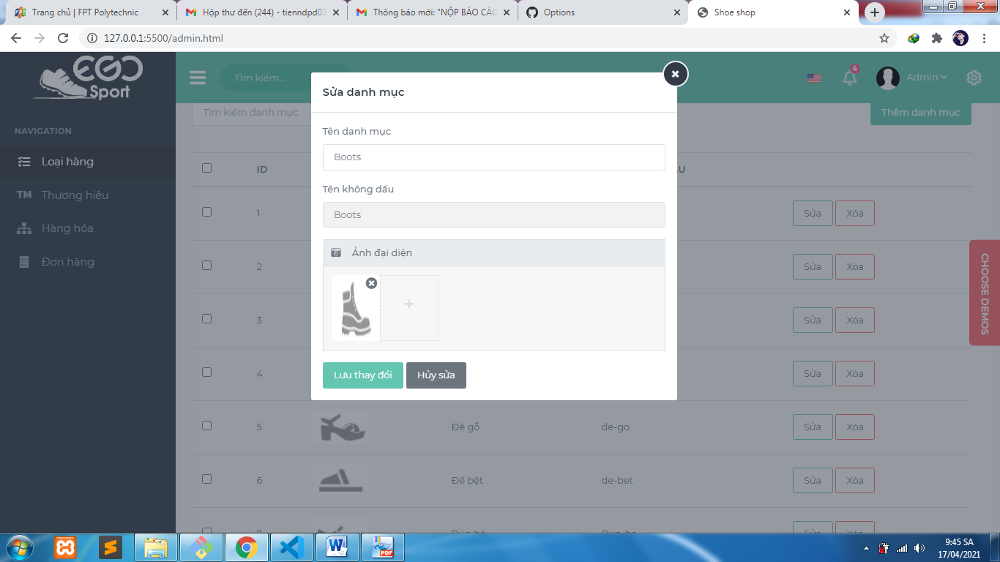 Trang chủ | FPT Polytechnic
Hộp thư đến (244) - tienndpd03
Thông báo mới: "NỘP BÁO CÁC
Options
Shoe shop
127.0.0.1:5500/admin.html
EGO
Sport
Tìm kiếm...
4
Admin
NAVIGATION
Loại hàng
TM Thương hiệu
Hàng hóa
Đơn hàng
Tìm kiếm danh mục
Thêm danh mục
ID
ẤU
1 Sửa Xóa
2 Sửa Xóa
3 Sửa Xóa
4 Sửa Xóa
5 Đế gỗ de-go Sửa Xóa
6 Đế bệt de-bet Sửa Xóa
Sửa danh mục
Tên danh mục
Boots
Tên không dấu
Boots
Ảnh đại diện
+
Lưu thay đổi
Hủy sửa
CHOOSE DEMOS
PDF
9:45 SA
17/04/2021